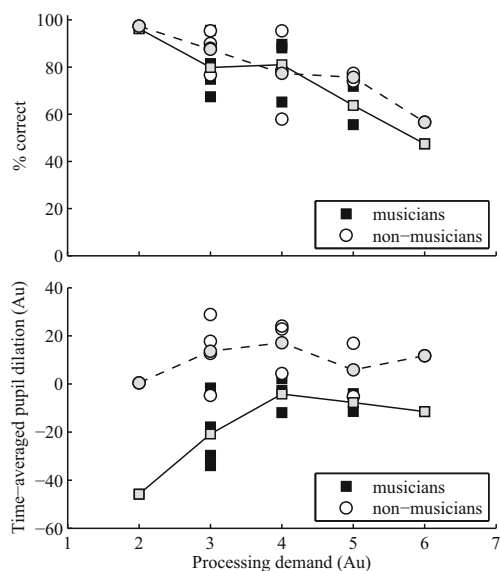 100
80
60
40
20
0
% correct
musicians
non−musicians
40
20
0
−20
−40
−60
Time−averaged pupil dilation (Au)
musicians
non−musicians
1 2 3 4 5 6 7
Processing demand (Au)